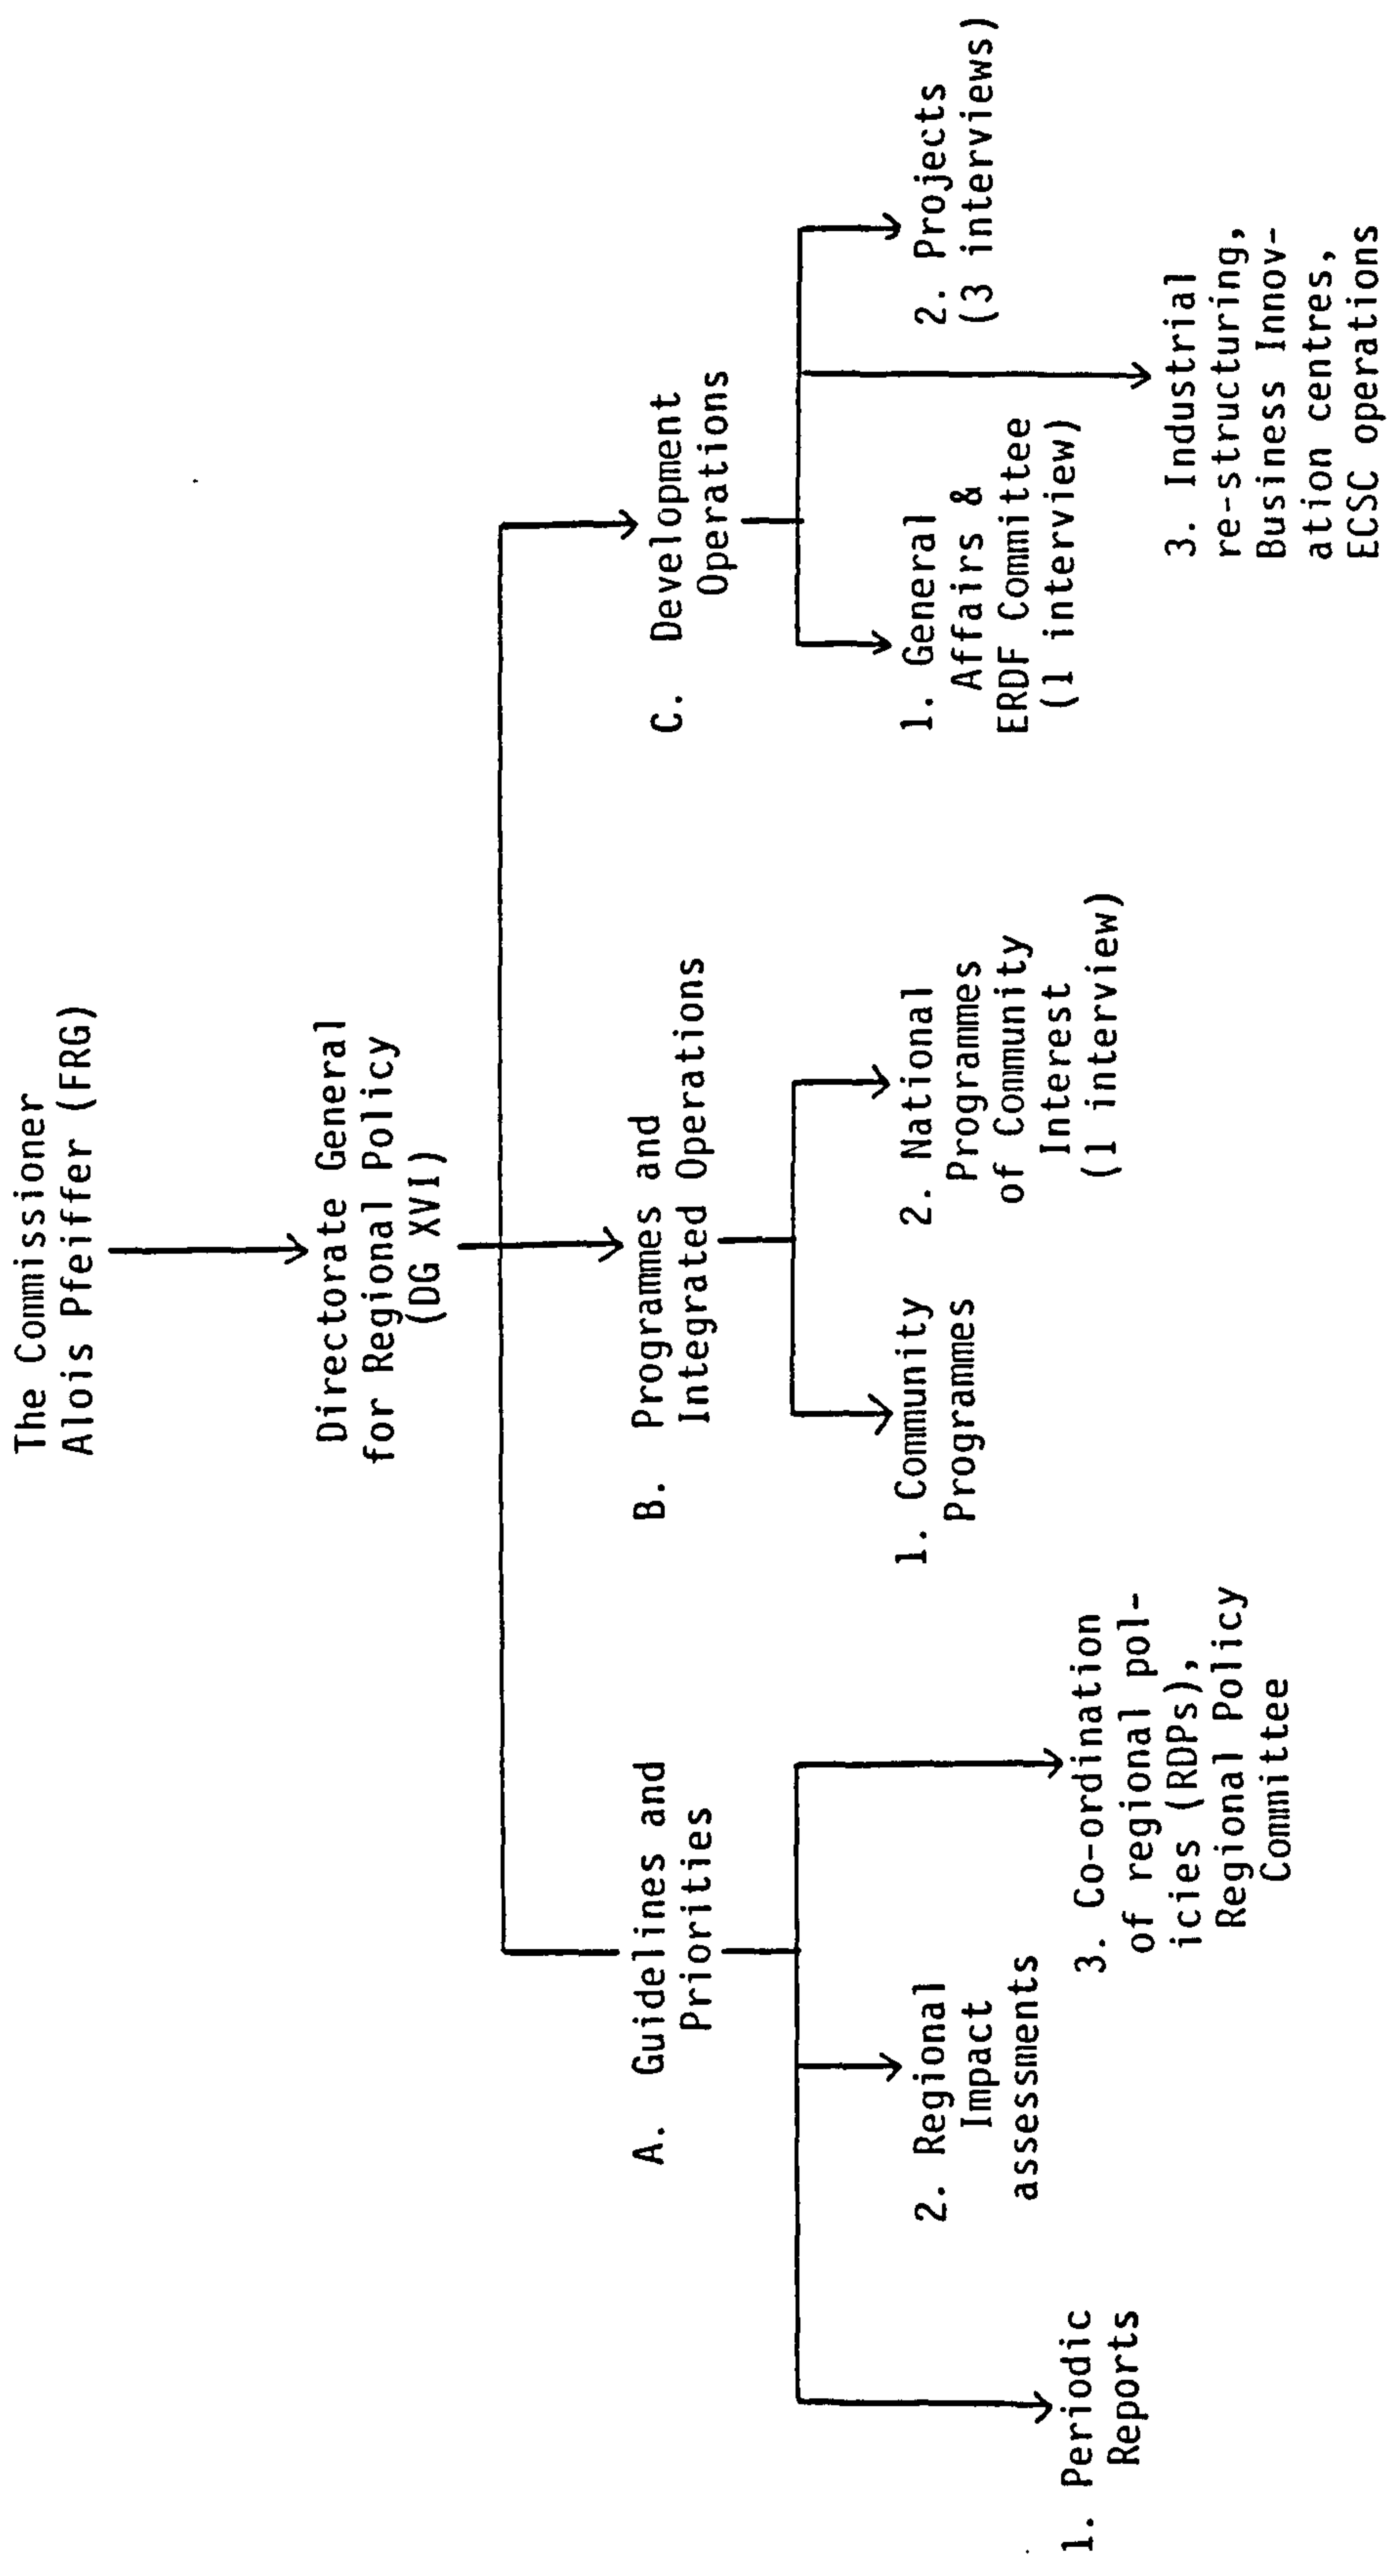 The Commissioner
Alois Pfeiffer (FRG)
Directorate General
for Regional Policy
(DG XVI)
A. Guidelines and
Priorities
1. Periodic
Reports
2. Regional
Impact
assessments
3. Co-ordination
of regional pol-
icies (RDPs),
Regional Policy
Committee
B. Programmes and
Integrated Operations
1. Community
Programmes
2. National
Programmes
of Community
Interest
(1 interview)
C. Development
Operations
1. General
Affairs &
ERDF Committee
(1 interview)
2. Projects
(3 interviews)
3. Industrial
re-structuring,
Business Innov-
ation centres,
ECSC operations